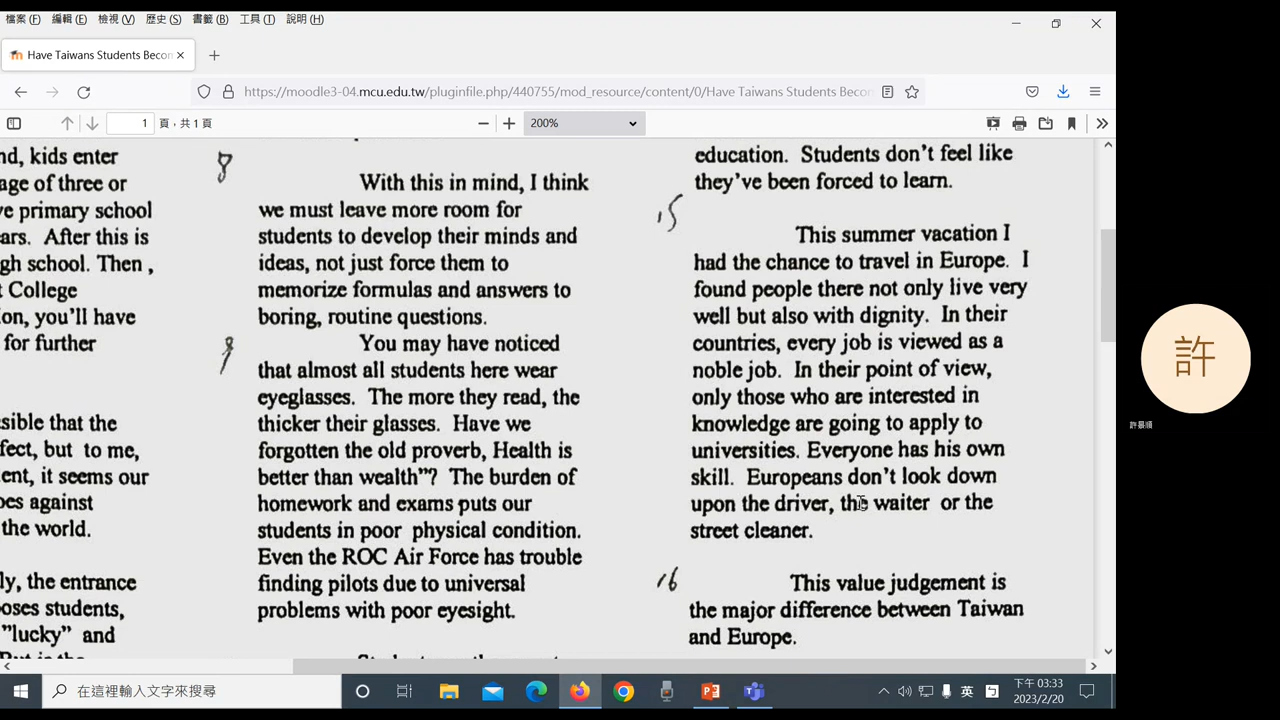 檔案(F) 編輯(E) 檢視(V) 歷史(S) 書籤(B) 工具(T) 說明(H)
Have Taiwans Students Becon
https://moodle3-04.mcu.edu.tw/pluginfile.php/440755/mod_resource/content/0/Have Taiwans Students Becom
1 頁，共 1 頁
200%
nd, kids enter
age of three or
ve primary school
ars. After this is
gh school. Then ,
t College
ion, you'll have
for further
ssible that the
fect, but to me,
ent, it seems our
oes against
the world.
ly, the entrance
poses students,
"lucky" and
8
With this in mind, I think
we must leave more room for
students to develop their minds and
ideas, not just force them to
memorize formulas and answers to
boring, routine questions.
9
You may have noticed
that almost all students here wear
eyeglasses. The more they read, the
thicker their glasses. Have we
forgotten the old proverb, Health is
better than wealth"? The burden of
homework and exams puts our
students in poor physical condition.
Even the ROC Air Force has trouble
finding pilots due to universal
problems with poor eyesight.
education. Students don't feel like
they've been forced to learn.
15
This summer vacation I
had the chance to travel in Europe. I
found people there not only live very
well but also with dignity. In their
countries, every job is viewed as a
noble job. In their point of view,
only those who are interested in
knowledge are going to apply to
universities. Everyone has his own
skill. Europeans don't look down
upon the driver, the waiter or the
street cleaner.
16
This value judgement is
the major difference between Taiwan
and Europe.
許
許景順
在這裡輸入文字來搜尋
英
下午 03:33
2023/2/20